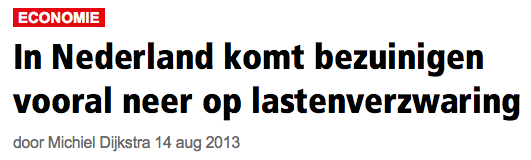 ECONOMIE
In Nederland komt bezuinigen
vooral neer op lastenverzwaring
door Michiel Dijkstra 14 aug 2013